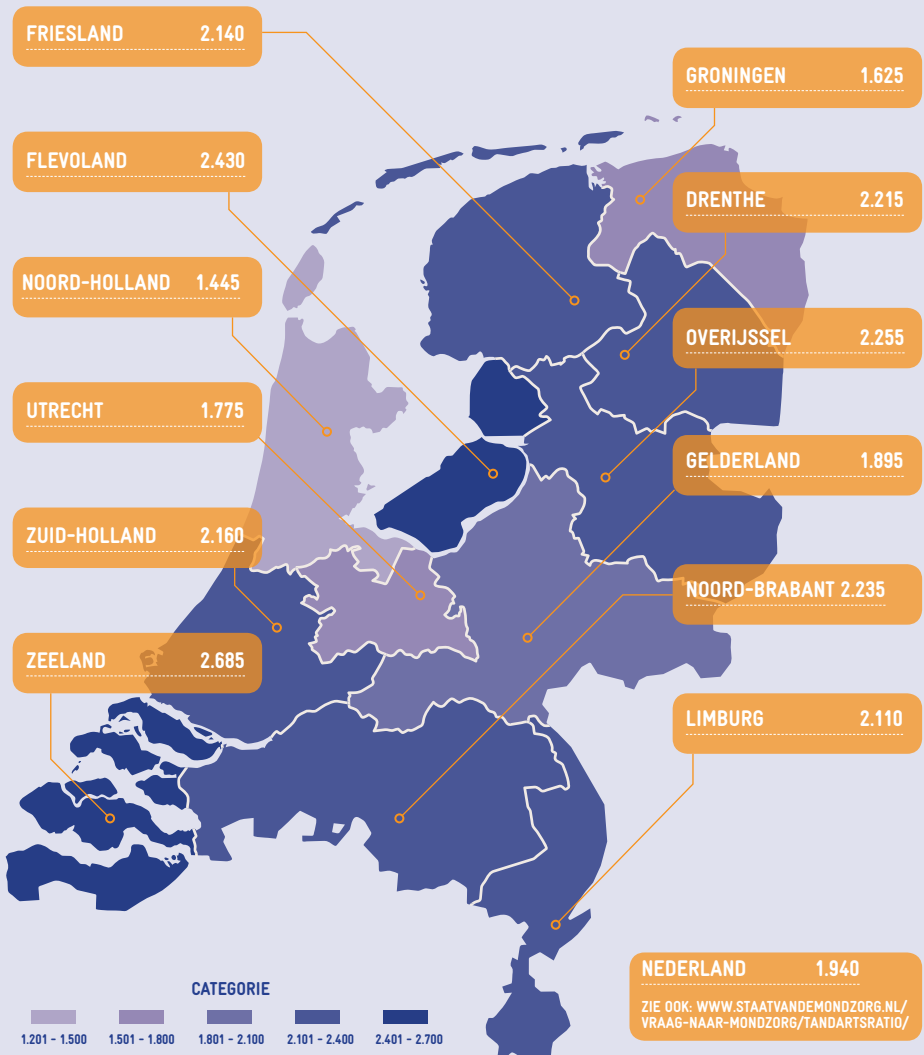 FRIESLAND 2.140
GRONINGEN 1.625
FLEVOLAND 2.430
DRENTHE 2.215
NOORD-HOLLAND 1.445
OVERIJSSEL 2.255
UTRECHT 1.775
GELDERLAND 1.895
ZUID-HOLLAND 2.160
NOORD-BRABANT 2.235
ZEELAND 2.685
LIMBURG 2.110
NEDERLAND 1.940
ZIE OOK: WWW.STAATVANDEMONDZORG.NL/
VRAAG-NAAR-MONDZORG/TANDARTSRATIO/
CATEGORIE
1.201 - 1.500 1.501 - 1.800 1.801 - 2.100 2.101 - 2.400 2.401 - 2.700